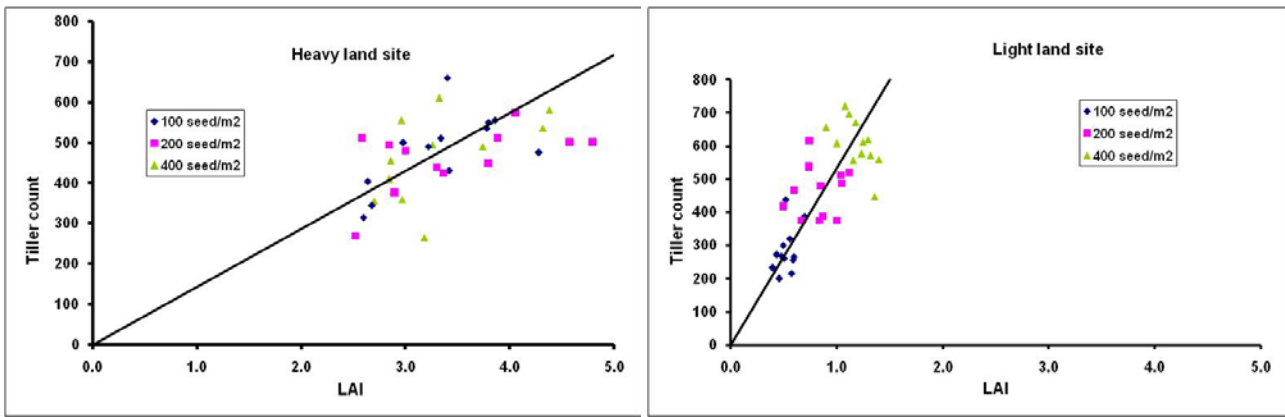 Heavy land site
Tiller count
800
700
600
500
400
300
200
100
0
100 seed/m2
200 seed/m2
400 seed/m2
0.0 1.0 2.0 3.0 4.0 5.0
LAI
Light land site
Tiller count
800
700
600
500
400
300
200
100
0
100 seed/m2
200 seed/m2
400 seed/m2
0.0 1.0 2.0 3.0 4.0 5.0
LAI